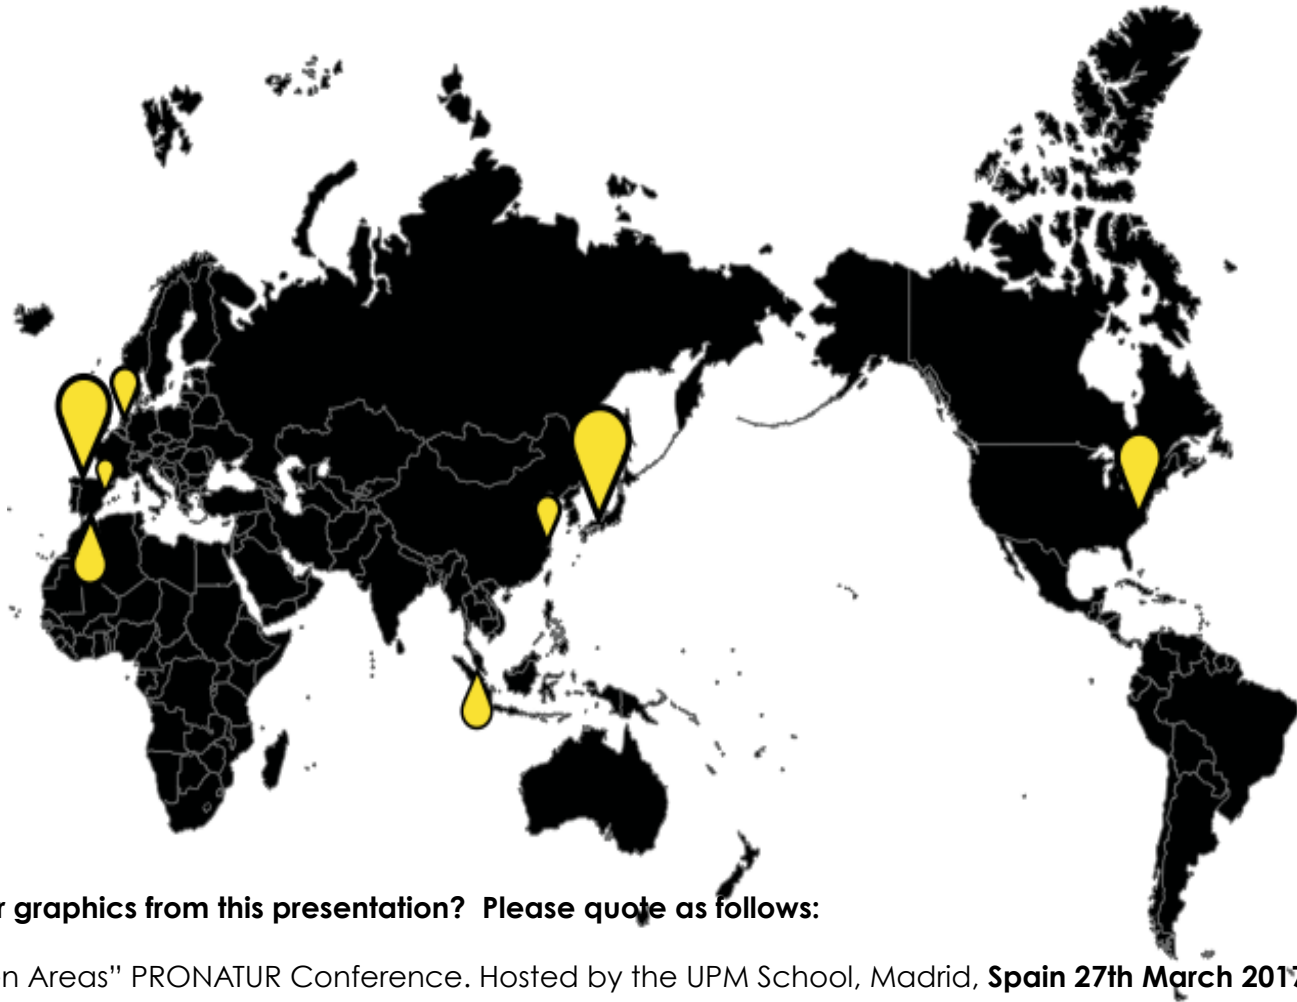 graphics from this presentation? Please quote as follows:
Areas” PRONATUR Conference. Hosted by the UPM School, Madrid, Spain 27th March 2017